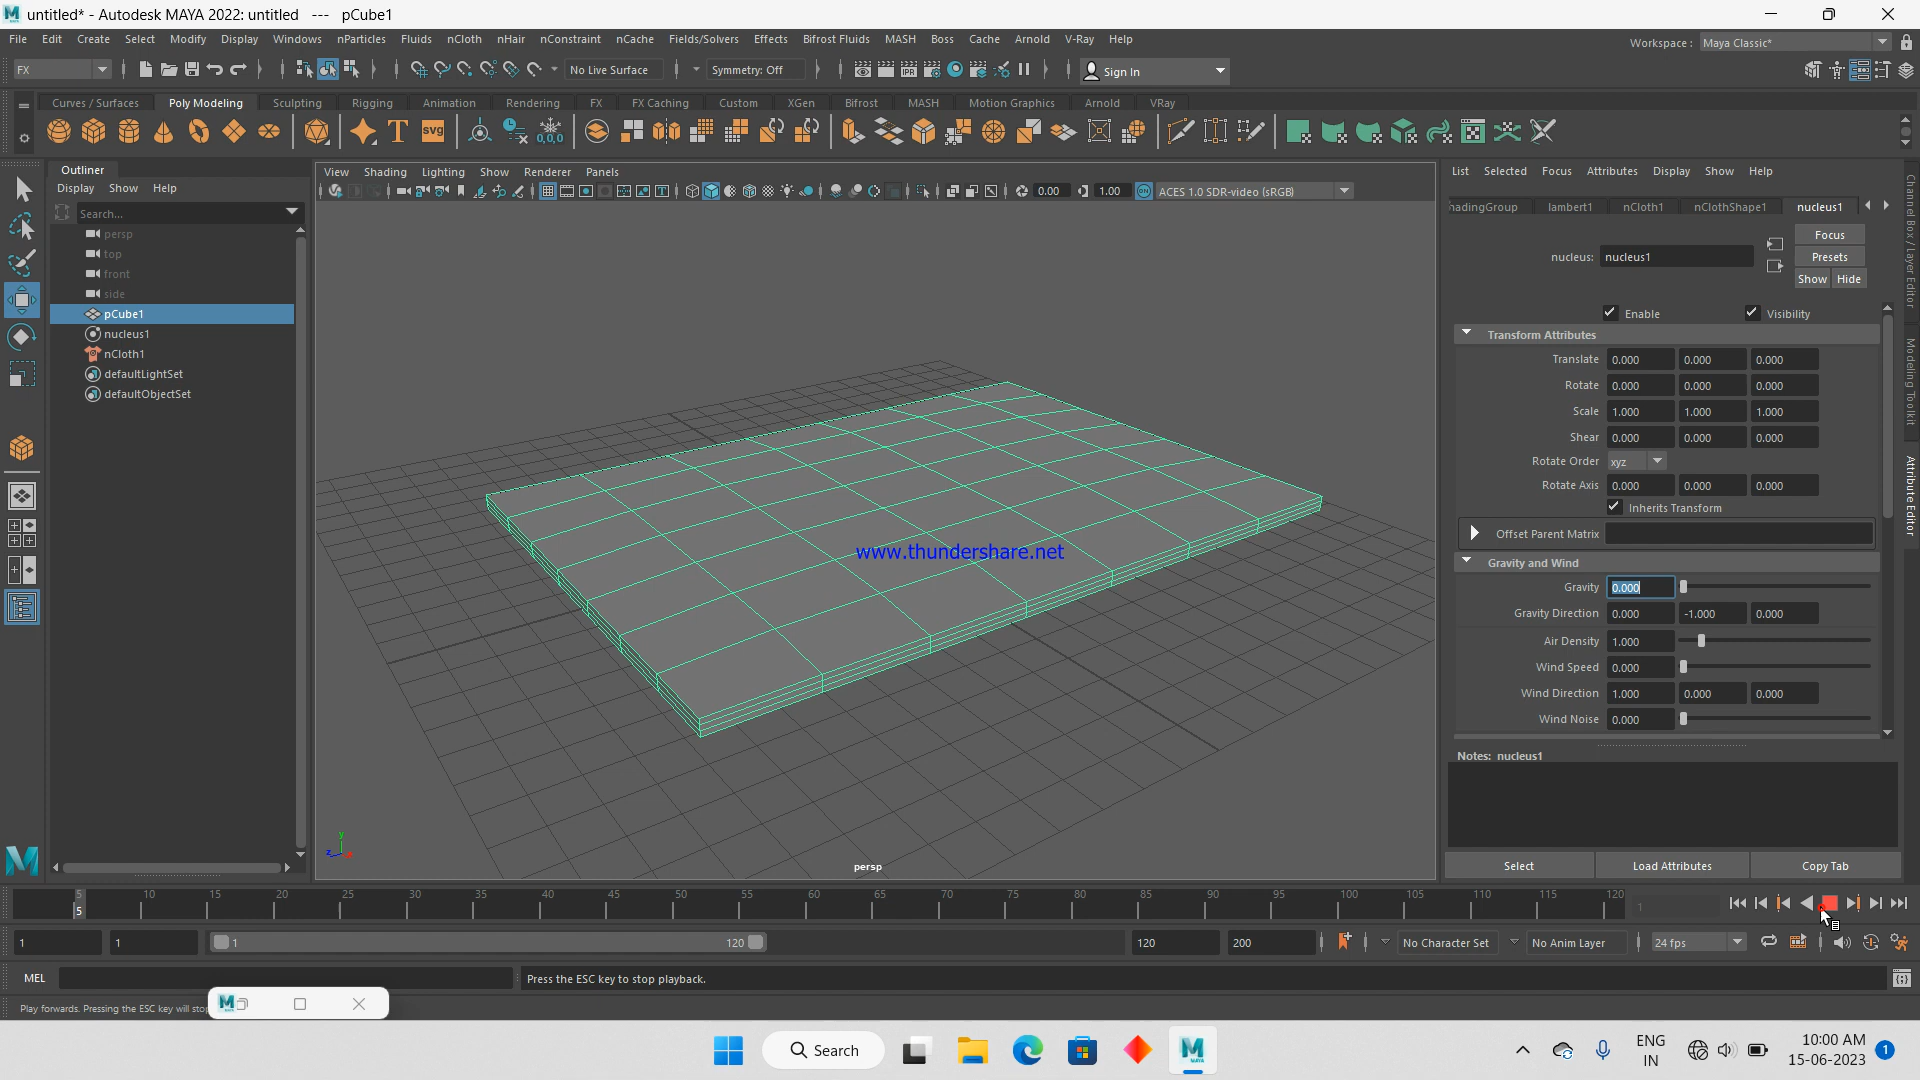 untitled* - Autodesk MAYA 2022: untitled --- pCube1
File Edit Create Select Modify Display Windows nParticles Fluids nCloth nHair nConstraint nCache Fields/Solvers Effects Bifrost Fluids MASH Boss Cache Arnold V-Ray Help
Workspace : Maya Classic*
FX No Live Surface Symmetry: Off Sign In
Curves / Surfaces Poly Modeling Sculpting Rigging Animation Rendering FX FX Caching Custom XGen Bifrost MASH Motion Graphics Arnold VRay
Outliner
Display Show Help
Search...
persp
top
front
side
pCube1
nucleus1
nCloth1
defaultLightSet
defaultObjectSet
View Shading Lighting Show Renderer Panels
0.00 1.00 ACES 1.0 SDR-video (sRGB)
www.thundershare.net
persp
List Selected Focus Attributes Display Show Help
hadingGroup lambert1 nCloth1 nClothShape1 nucleus1
nucleus: nucleus1
Focus
Presets
Show Hide
Enable Visibility
Transform Attributes
Translate 0.000 0.000 0.000
Rotate 0.000 0.000 0.000
Scale 1.000 1.000 1.000
Shear 0.000 0.000 0.000
Rotate Order xyz
Rotate Axis 0.000 0.000 0.000
Inherits Transform
Offset Parent Matrix
Gravity and Wind
Gravity 0.000
Gravity Direction 0.000 -1.000 0.000
Air Density 1.000
Wind Speed 0.000
Wind Direction 1.000 0.000 0.000
Wind Noise 0.000
Notes: nucleus1
Select Load Attributes Copy Tab
Channel Box / Layer Editor
Modeling Toolkit
Attribute Editor
5 10 15 20 25 30 35 40 45 50 55 60 65 70 75 80 85 90 95 100 105 110 115 120
5
1
1 1 1 120 120 200 No Character Set No Anim Layer 24 fps
MEL Press the ESC key to stop playback.
Play forwards. Pressing the ESC key will stop
Search
ENG
IN
10:00 AM
15-06-2023
1